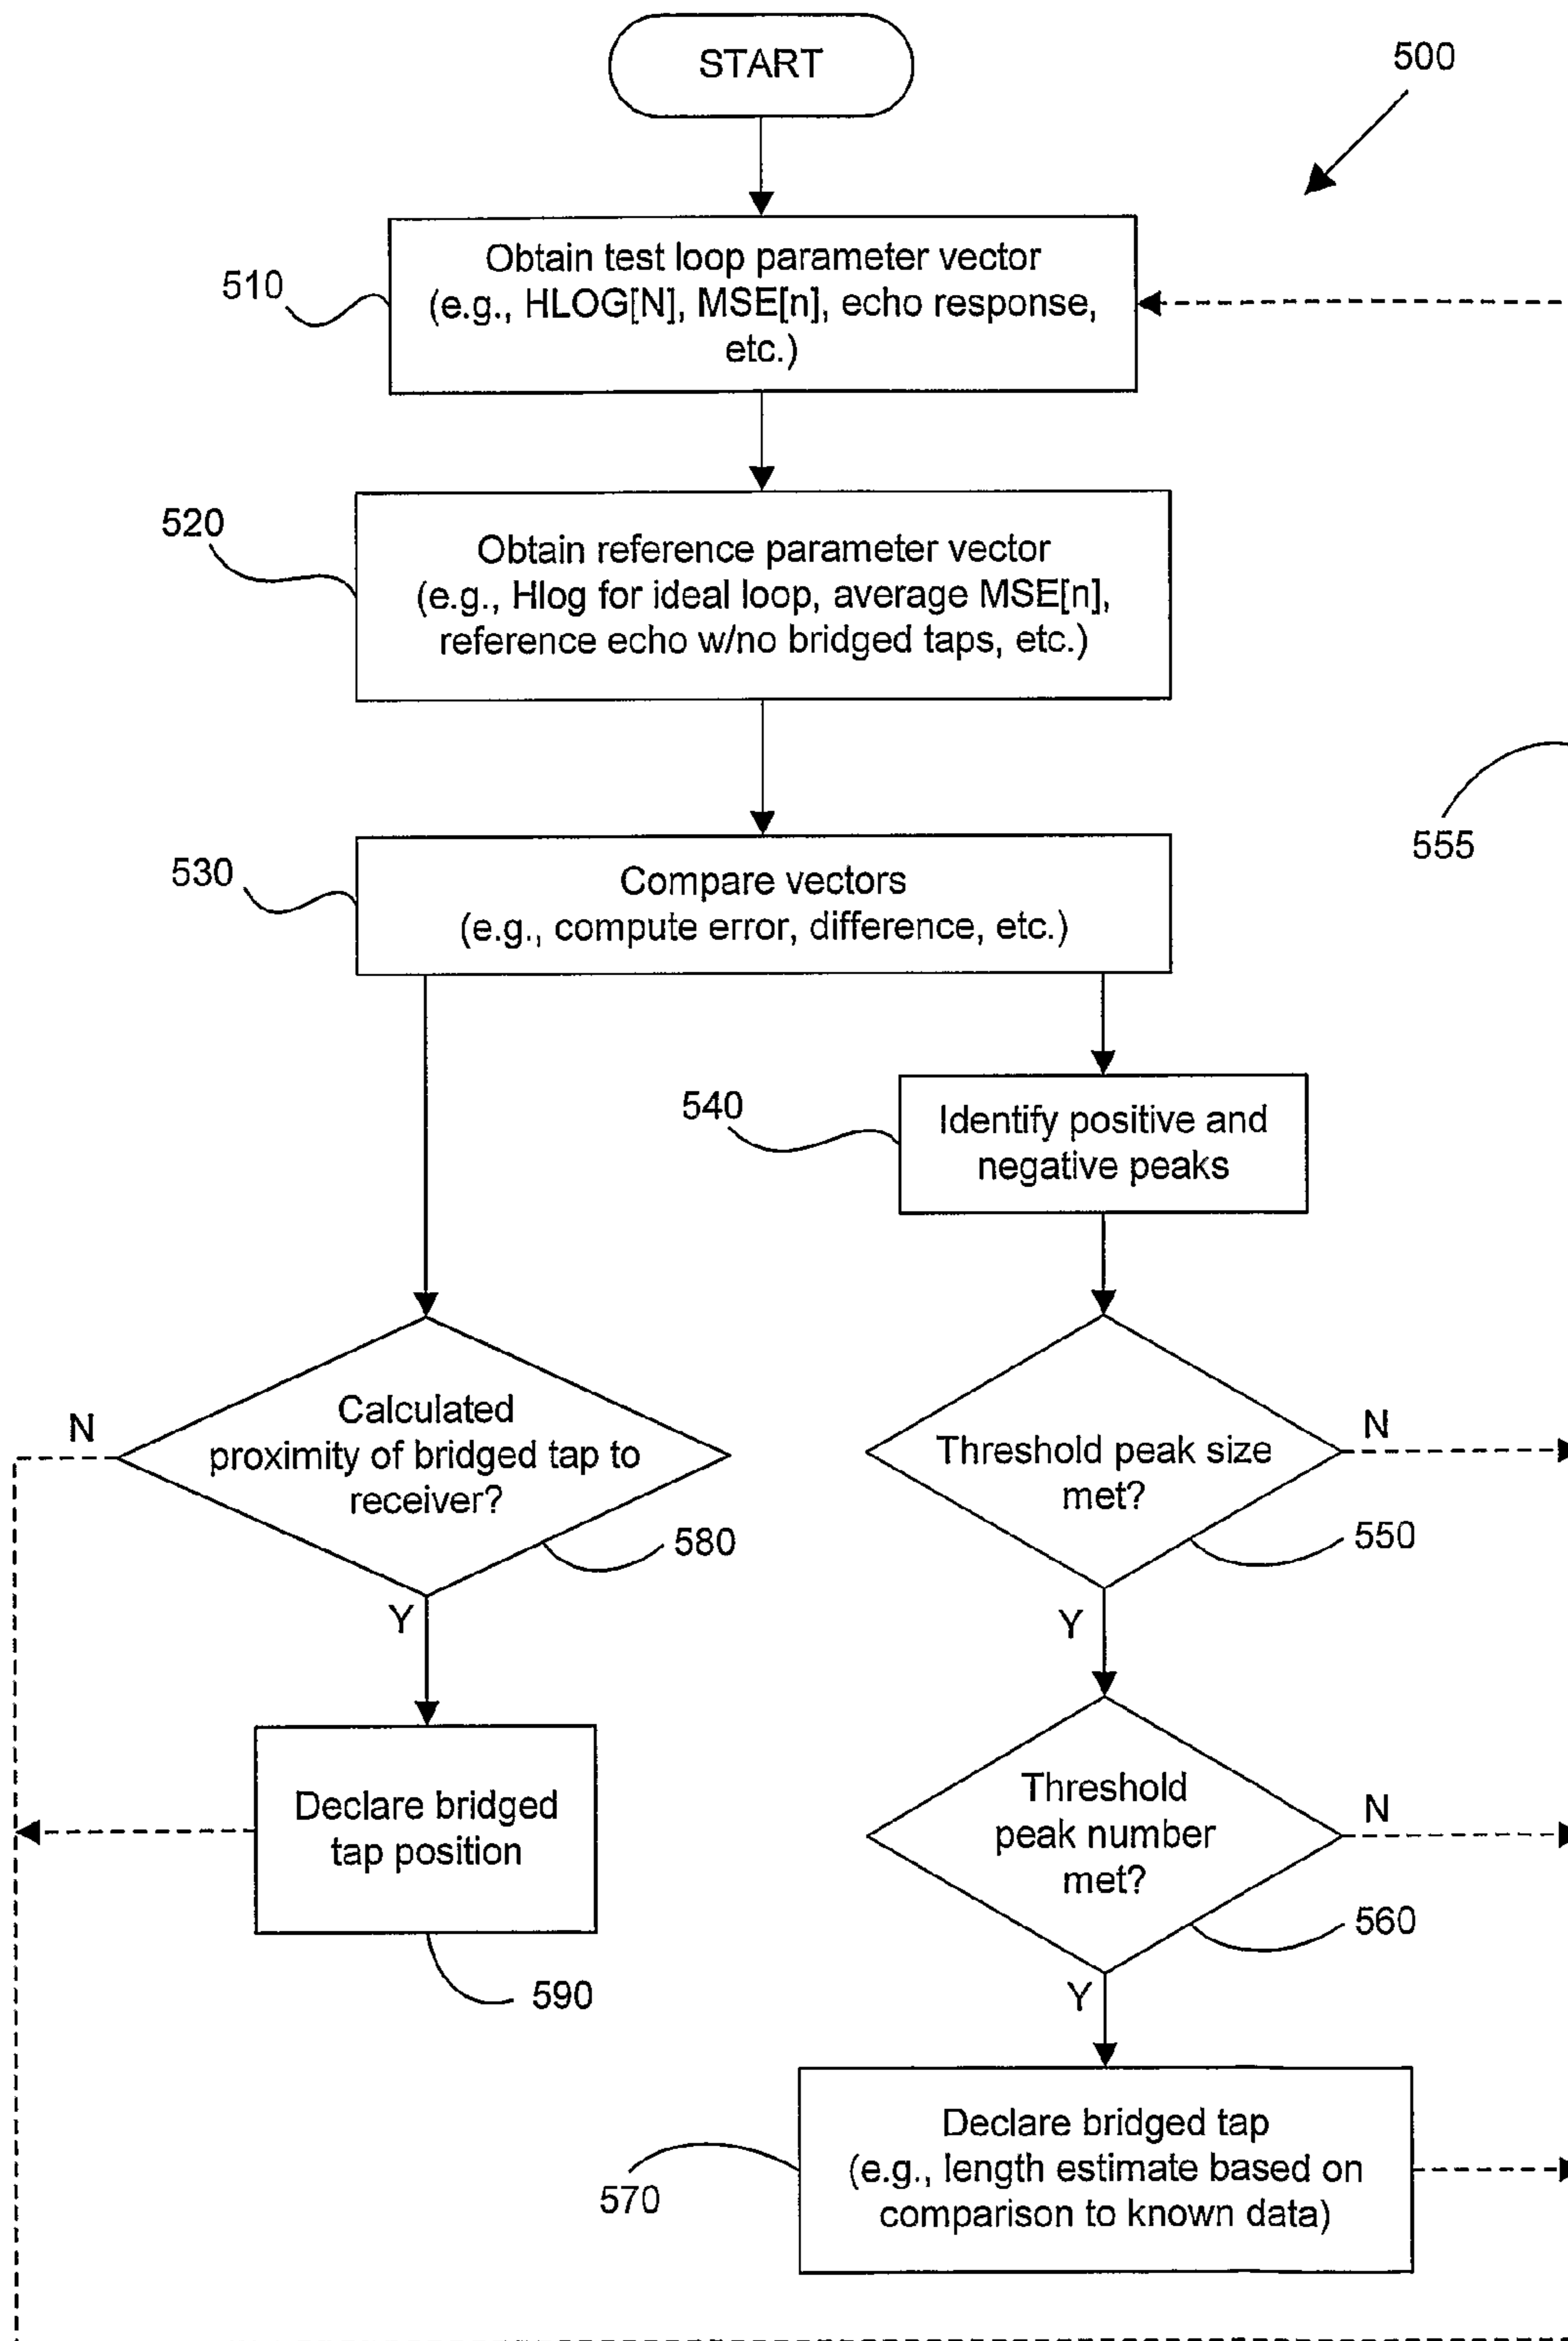 START
500
510
Obtain test loop parameter vector
(e.g., HLOG[N], MSE[n], echo response,
etc.)
520
Obtain reference parameter vector
(e.g., Hlog for ideal loop, average MSE[n],
reference echo w/no bridged taps, etc.)
555
530
Compare vectors
(e.g., compute error, difference, etc.)
540
Identify positive and
negative peaks
N
Calculated
proximity of bridged tap to
receiver?
580
Y
Threshold peak size
met?
N
550
Y
Declare bridged
tap position
590
Threshold
peak number
met?
N
560
Y
570
Declare bridged tap
(e.g., length estimate based on
comparison to known data)